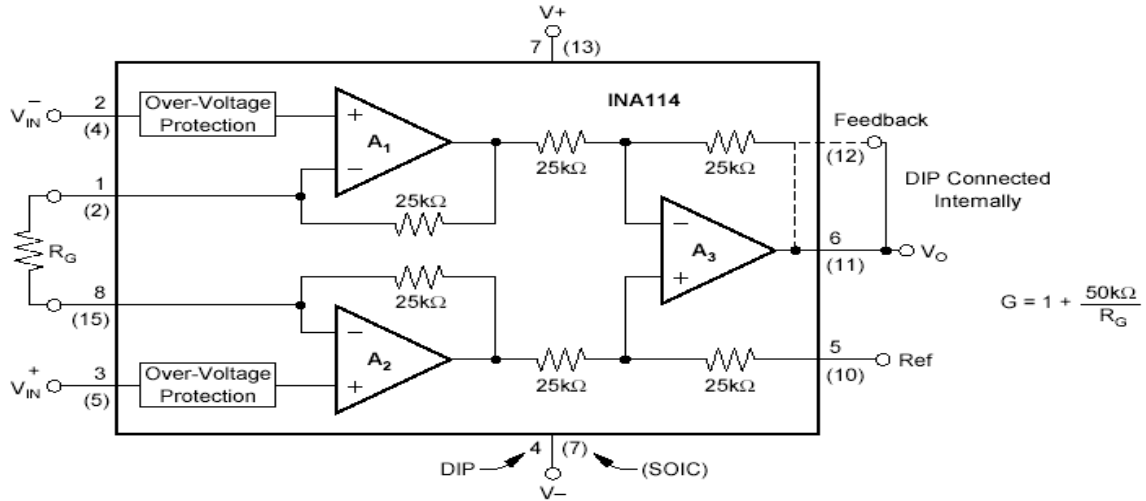 V+
7 (13)
INA114
V–IN
2
(4)
Over-Voltage
Protection
+
A1
–
25kΩ
25kΩ
Feedback
(12)
DIP Connected
Internally
1
(2)
25kΩ
RG
–
A3
+
6
(11)
VO
G = 1 + 50kΩ
RG
8
(15)
25kΩ
–
A2
+
V+IN
3
(5)
Over-Voltage
Protection
25kΩ
25kΩ
5
(10)
Ref
DIP
4 (7)
(SOIC)
V–